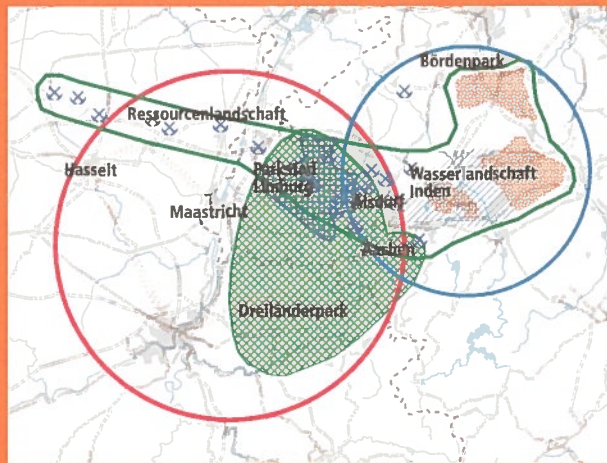 Bördenpark
Ressourcenlandschaft
Hasselt
Parkstad
Limburg
Wasserlandschaft
Inden
Maastricht
Alsdorf
Aachen
Dreiländerpark